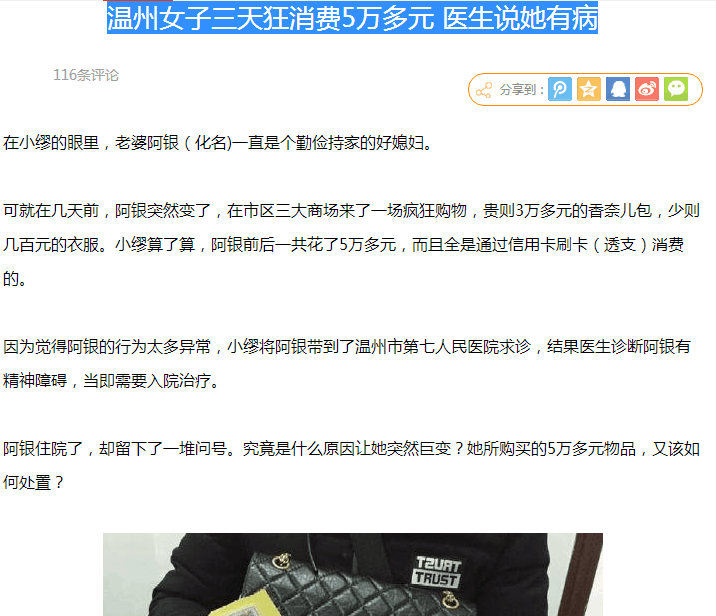 温州女子三天狂消费5万多元 医生说她有病
116条评论
分享到：
在小缪的眼里，老婆阿银（化名)一直是个勤俭持家的好媳妇。
可就在几天前，阿银突然变了，在市区三大商场来了一场疯狂购物，贵则3万多元的香奈儿包，少则
几百元的衣服。小缪算了算，阿银前后一共花了5万多元，而且全是通过信用卡刷卡（透支）消费
的。
因为觉得阿银的行为太多异常，小缪将阿银带到了温州市第七人民医院求诊，结果医生诊断阿银有
精神障碍，当即需要入院治疗。
阿银住院了，却留下了一堆问号。究竟是什么原因让她突然巨变？她所购买的5万多元物品，又该如
何处置？
TRUST
TRUST